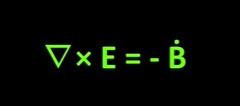 ∇ × E = - Ḃ